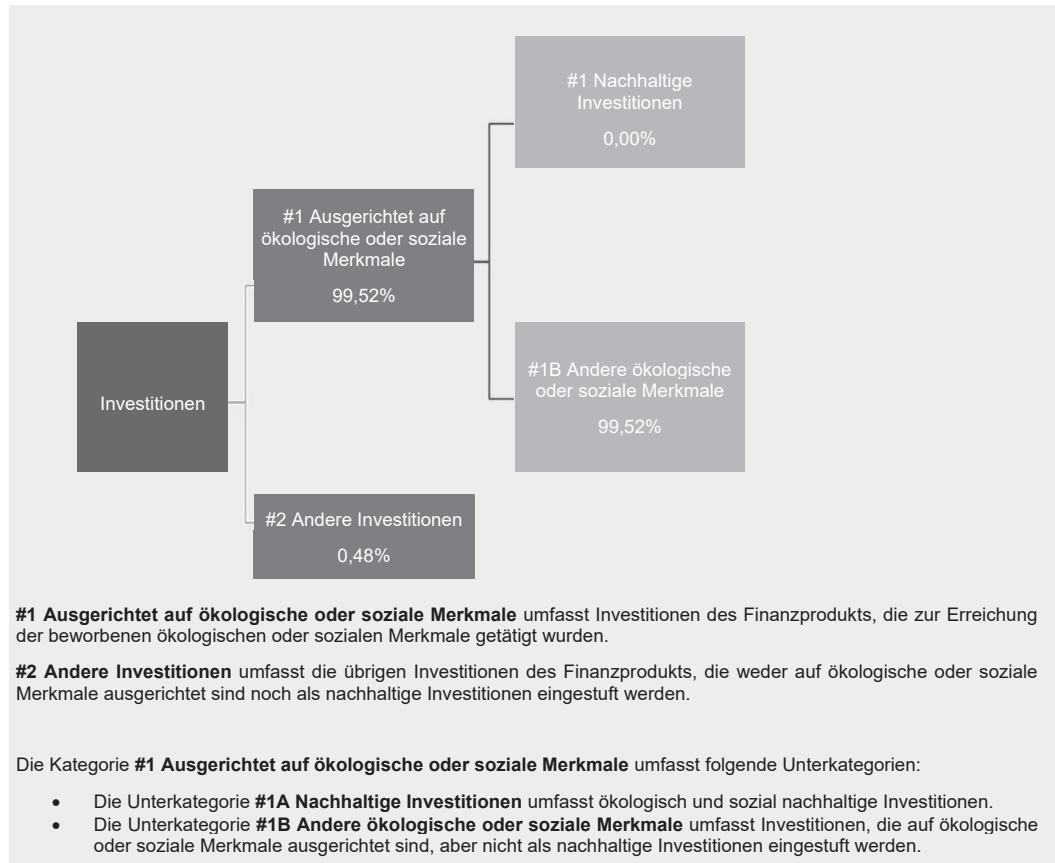 #1 Nachhaltige
Investitionen
0,00%
#1 Ausgerichtet auf
ökologische oder soziale
Merkmale
99,52%
Investitionen
#1B Andere ökologische
oder soziale Merkmale
99,52%
#2 Andere Investitionen
0,48%
#1 Ausgerichtet auf ökologische oder soziale Merkmale umfasst Investitionen des Finanzprodukts, die zur Erreichung
der beworbenen ökologischen oder sozialen Merkmale getätigt wurden.
#2 Andere Investitionen umfasst die übrigen Investitionen des Finanzprodukts, die weder auf ökologische oder soziale
Merkmale ausgerichtet sind noch als nachhaltige Investitionen eingestuft werden.
Die Kategorie #1 Ausgerichtet auf ökologische oder soziale Merkmale umfasst folgende Unterkategorien:
• Die Unterkategorie #1A Nachhaltige Investitionen umfasst ökologisch und sozial nachhaltige Investitionen.
• Die Unterkategorie #1B Andere ökologische oder soziale Merkmale umfasst Investitionen, die auf ökologische
oder soziale Merkmale ausgerichtet sind, aber nicht als nachhaltige Investitionen eingestuft werden.